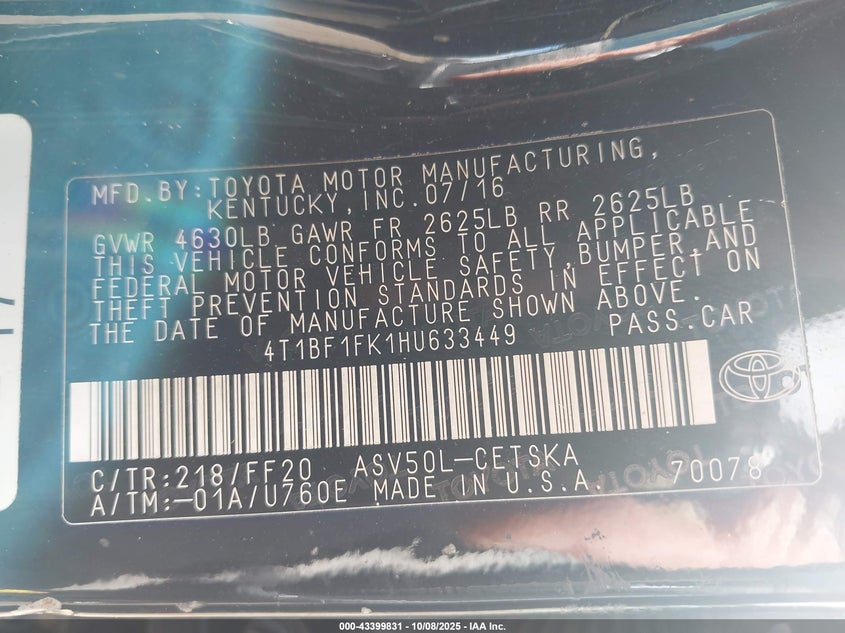 MFD.BY:TOYOTA MOTOR MANUFACTURING,
KENTUCKY,INC.07/16
GVWR 4630LB GAWR FR 2625LB RR 2625LB
THIS VEHICLE CONFORMS TO ALL APPLICABLE
FEDERAL MOTOR VEHICLE SAFETY,BUMPER,AND
THEFT PREVENTION STANDARDS IN EFFECT ON
THE DATE OF MANUFACTURE SHOWN ABOVE.
4T1BF1FK1HU633449 PASS.CAR
C/TR:218/FF20 ASV50L-CETSKA
A/TM:-01A/U760E MADE IN U.S.A. 70078
000-43399831 - 10/08/2025 - IAA Inc.